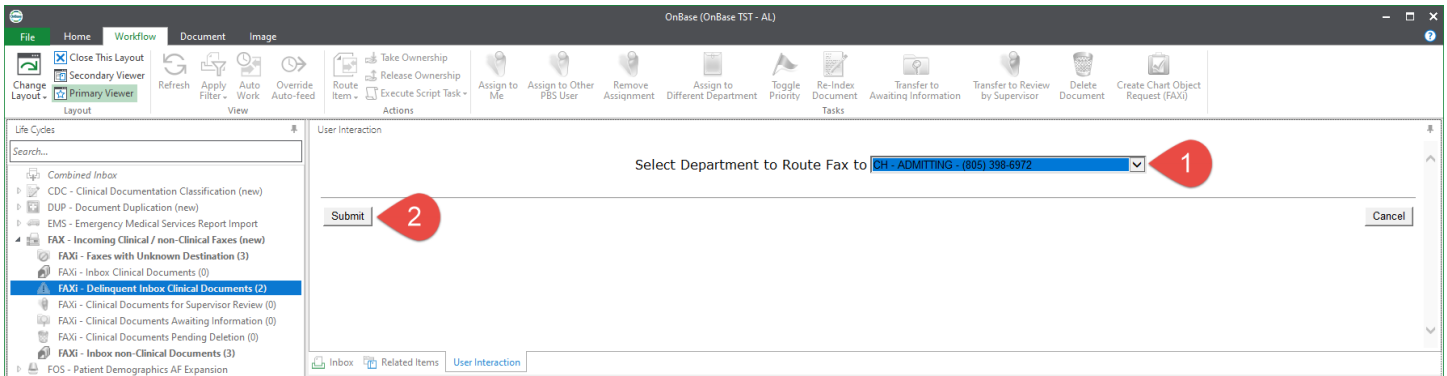 OnBase (OnBase TST - AL)
File Home Workflow Document Image
Close This Layout
Secondary Viewer
Primary Viewer
Change Layout
Layout
Refresh
Apply Filter
Auto Work
Override Auto-feed
View
Route Item
Take Ownership
Release Ownership
Execute Script Task
Actions
Assign to Me
Assign to Other PBS User
Remove Assignment
Assign to Different Department
Toggle Priority
Re-Index Document
Transfer to Awaiting Information
Transfer to Review by Supervisor
Delete Document
Create Chart Object Request (FAXi)
Tasks
Life Cycles
Search...
Combined Inbox
CDC - Clinical Documentation Classification (new)
DUP - Document Duplication (new)
EMS - Emergency Medical Services Report Import
FAX - Incoming Clinical / non-Clinical Faxes (new)
FAXi - Faxes with Unknown Destination (3)
FAXi - Inbox Clinical Documents (0)
FAXi - Delinquent Inbox Clinical Documents (2)
FAXi - Clinical Documents for Supervisor Review (0)
FAXi - Clinical Documents Awaiting Information (0)
FAXi - Clinical Documents Pending Deletion (0)
FAXi - Inbox non-Clinical Documents (3)
FOS - Patient Demographics AF Expansion
User Interaction
Select Department to Route Fax to CH - ADMITTING - (805) 398-6972
1
Submit
2
Cancel
Inbox Related Items User Interaction